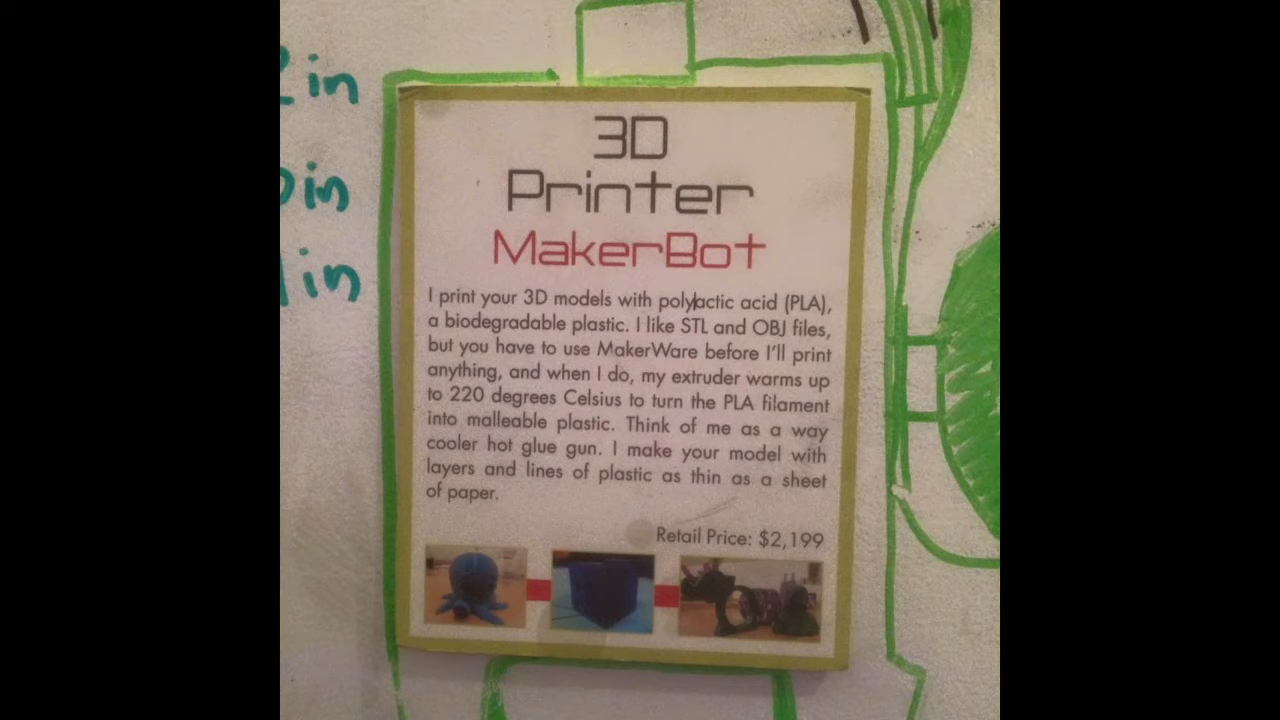 in
in
in
3D
Printer
MakerBot
I print your 3D models with polylactic acid (PLA),
a biodegradable plastic. I like STL and OBJ files,
but you have to use MakerWare before I'll print
anything, and when I do, my extruder warms up
to 220 degrees Celsius to turn the PLA filament
into malleable plastic. Think of me as a way
cooler hot glue gun. I make your model with
layers and lines of plastic as thin as a sheet
of paper.
Retail Price: $2,199